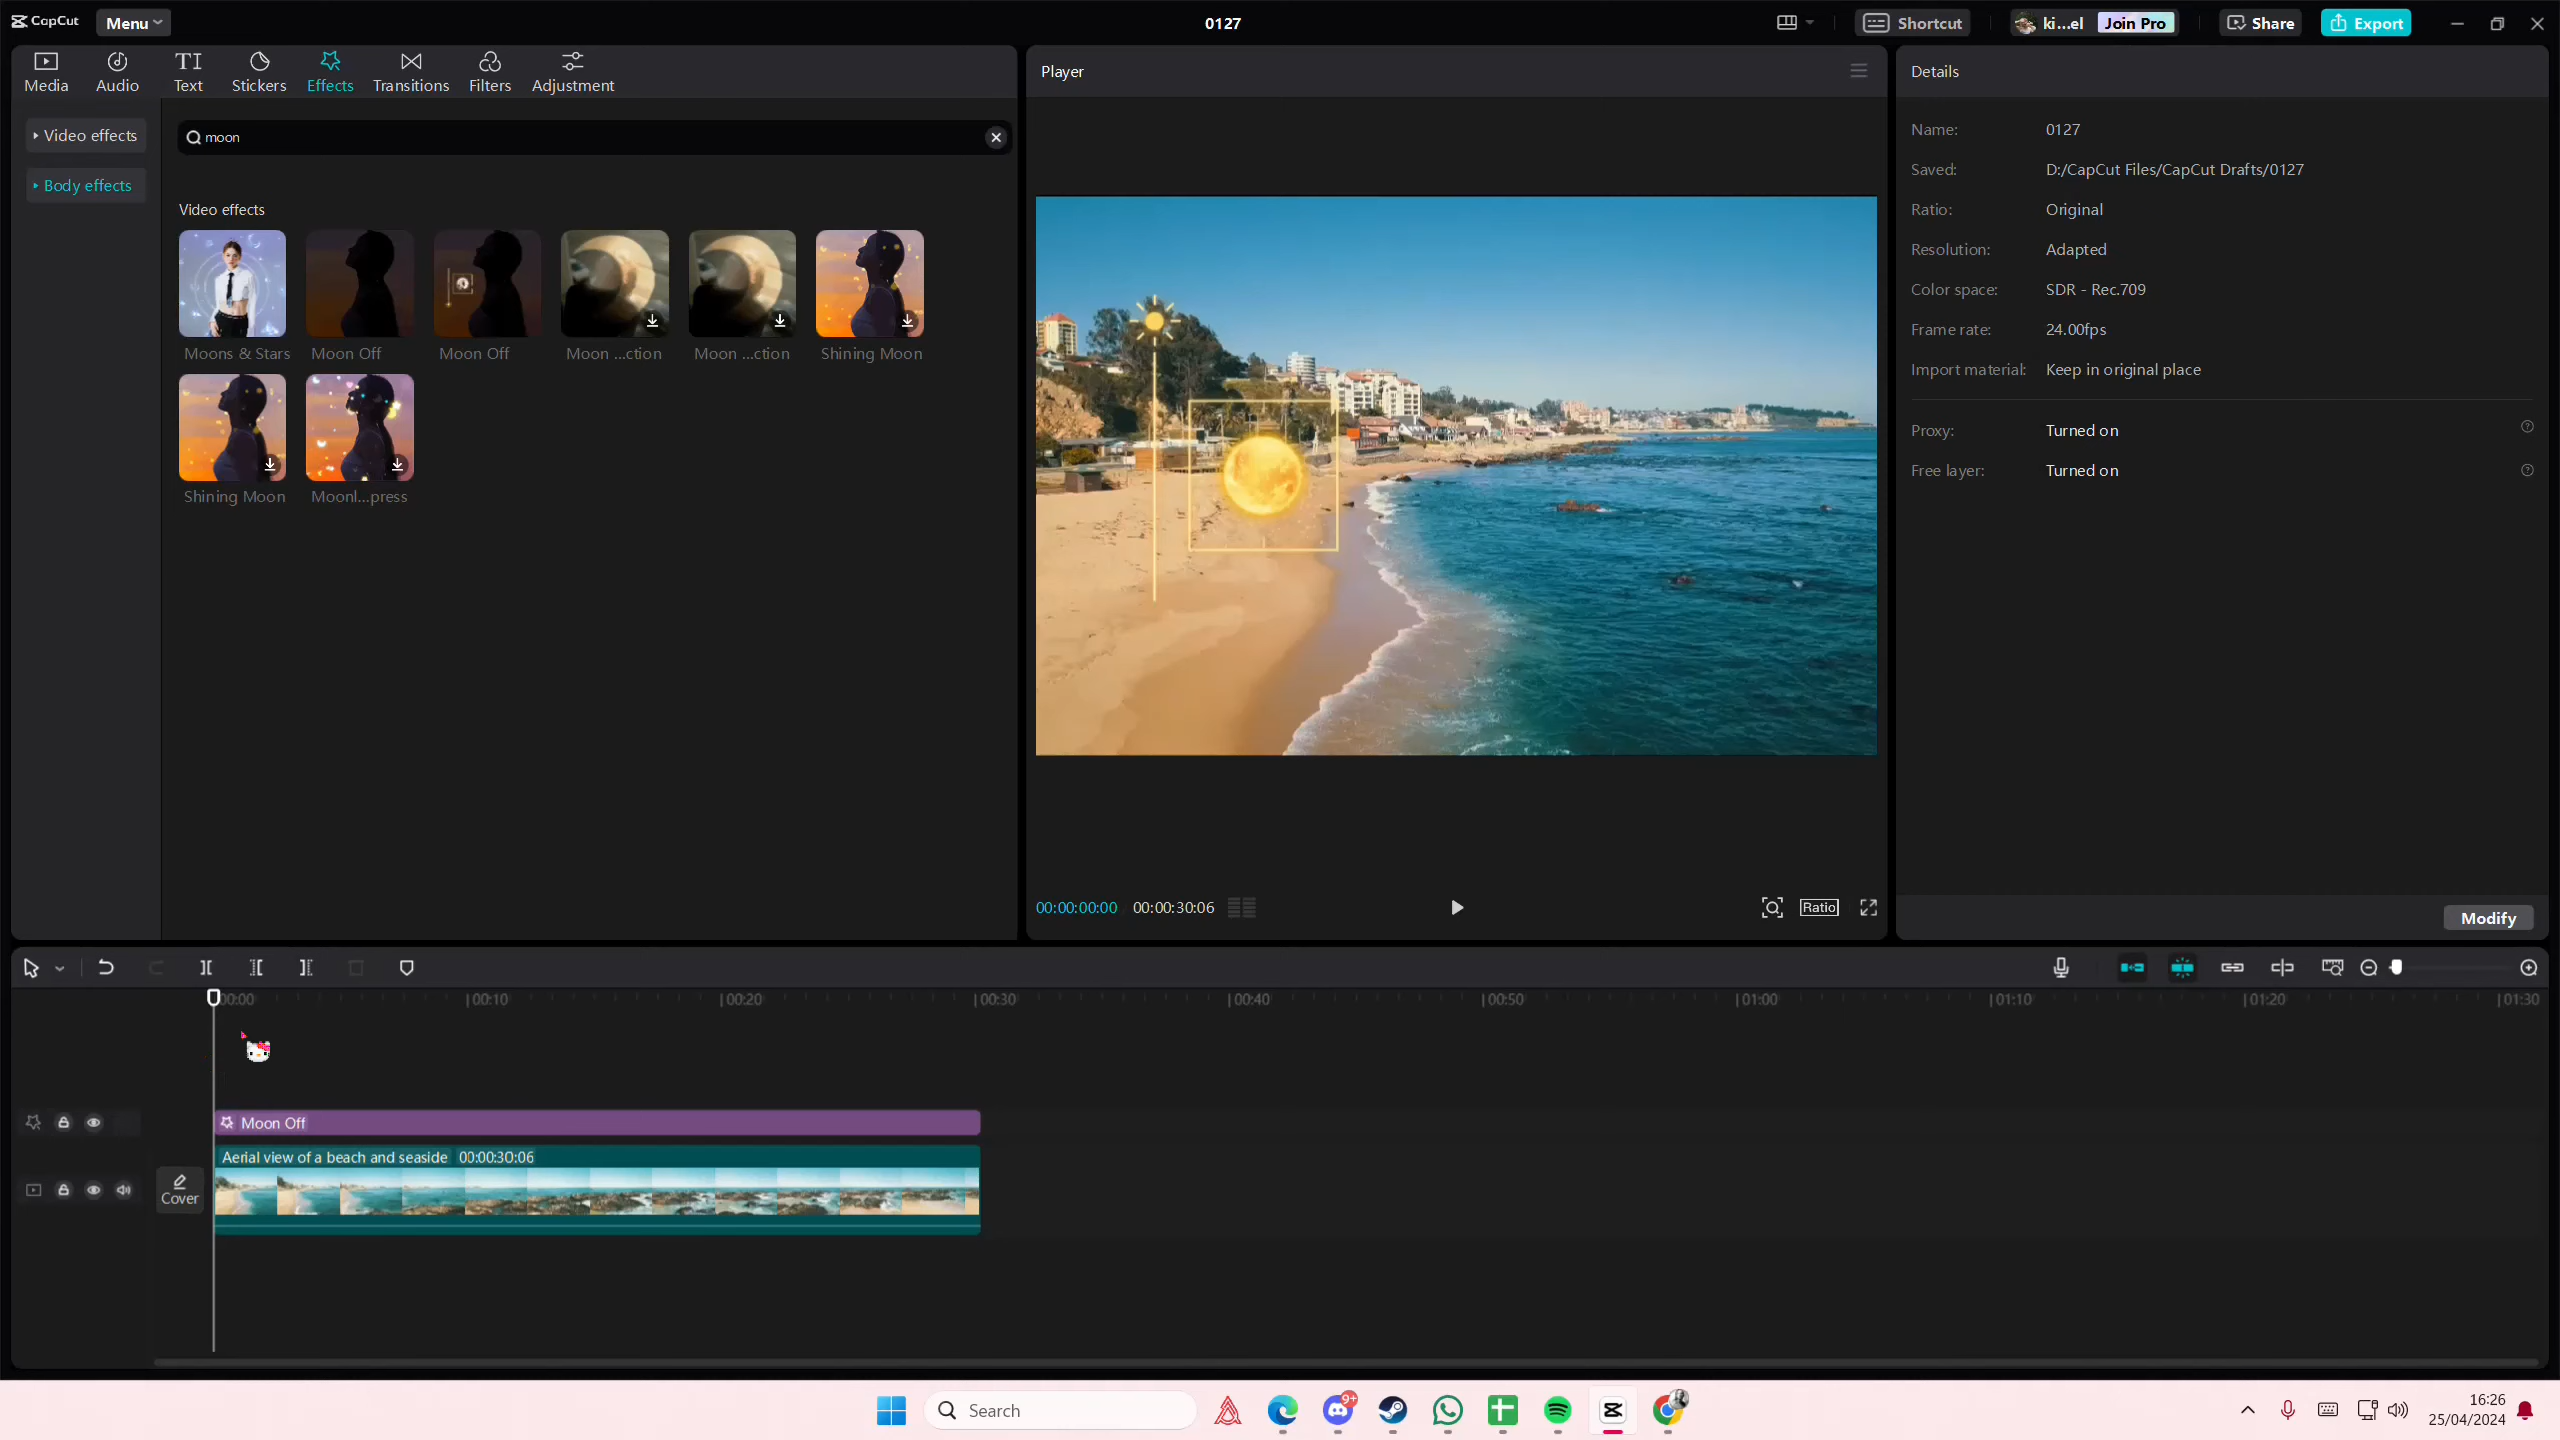 CapCut
Menu
0127
Shortcut
ki...el
Join Pro
Share
Export
Media
Audio
Text
Stickers
Effects
Transitions
Filters
Adjustment
Player
Details
Video effects
Body effects
moon
Video effects
Moons & Stars
Moon Off
Moon Off
Moon ...ction
Moon ...ction
Shining Moon
Shining Moon
Moonl...press
Name: 0127
Saved: D:/CapCut Files/CapCut Drafts/0127
Ratio: Original
Resolution: Adapted
Color space: SDR - Rec.709
Frame rate: 24.00fps
Import material: Keep in original place
Proxy: Turned on
Free layer: Turned on
00:00:00:00
00:00:30:06
Ratio
Modify
00:00
00:10
00:20
00:30
00:40
00:50
01:00
01:10
01:20
01:30
Moon Off
Aerial view of a beach and seaside 00:00:30:06
Cover
Search
9+
16:26
25/04/2024